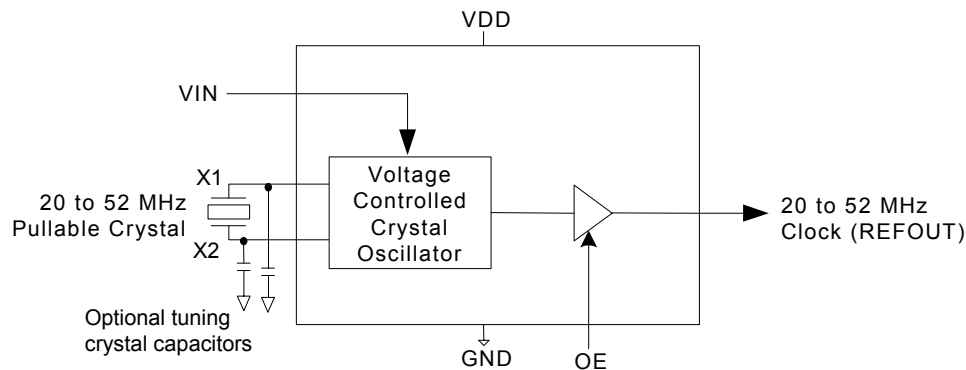 VDD
VIN
X1
20 to 52 MHz
Pullable Crystal
X2
Voltage
Controlled
Crystal
Oscillator
20 to 52 MHz
Clock (REFOUT)
Optional tuning
crystal capacitors
GND
OE